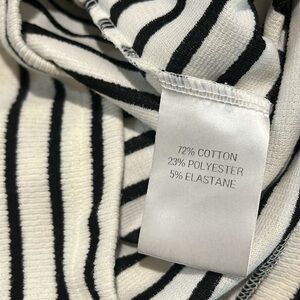 72% COTTON
23% POLYESTER
5% ELASTANE